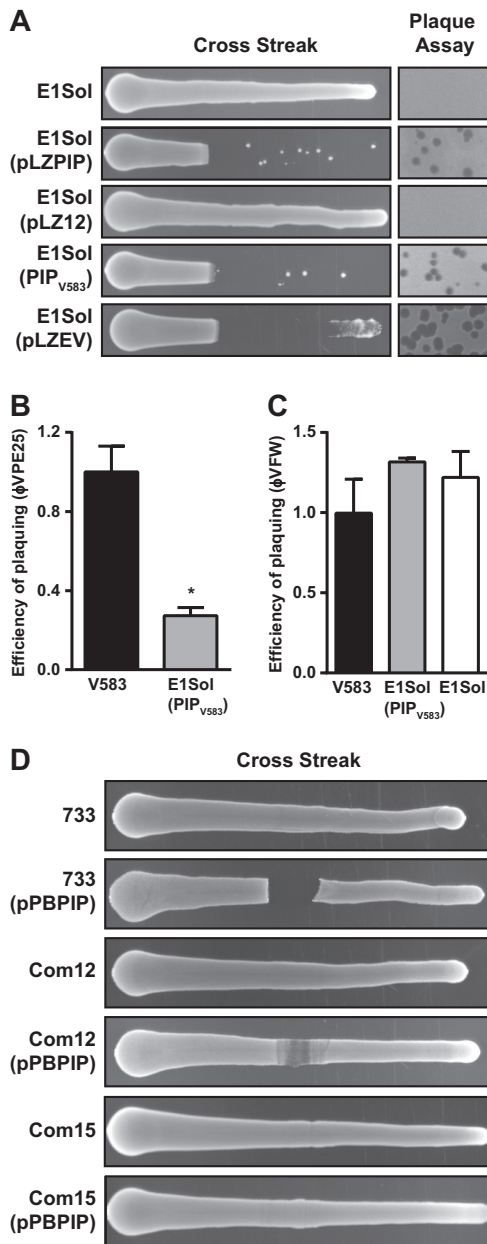 A
Cross Streak
Plaque
Assay
E1Sol
E1Sol
(pLZPIP)
E1Sol
(pLZ12)
E1Sol
(PIPV583)
E1Sol
(pLZEV)
B
Efficiency of plaquing (ϕVPE25)
1.2
0.8
0.4
0.0
*
V583
E1Sol
(PIPV583)
C
Efficiency of plaquing (ϕVFW)
1.5
1.0
0.5
0.0
V583
E1Sol
(PIPV583)
E1Sol
D
Cross Streak
733
733
(pPBPIP)
Com12
Com12
(pPBPIP)
Com15
Com15
(pPBPIP)